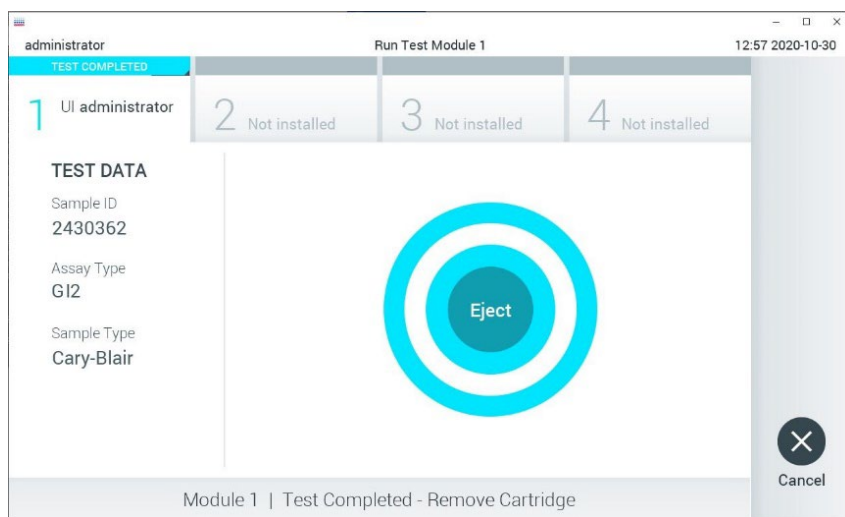 administrator Run Test Module 1 12:57 2020-10-30
TEST COMPLETED
1 UI administrator
2 Not installed
3 Not installed
4 Not installed
TEST DATA
Sample ID
2430362
Assay Type
GI2
Sample Type
Cary-Blair
Eject
Cancel
Module 1 | Test Completed - Remove Cartridge